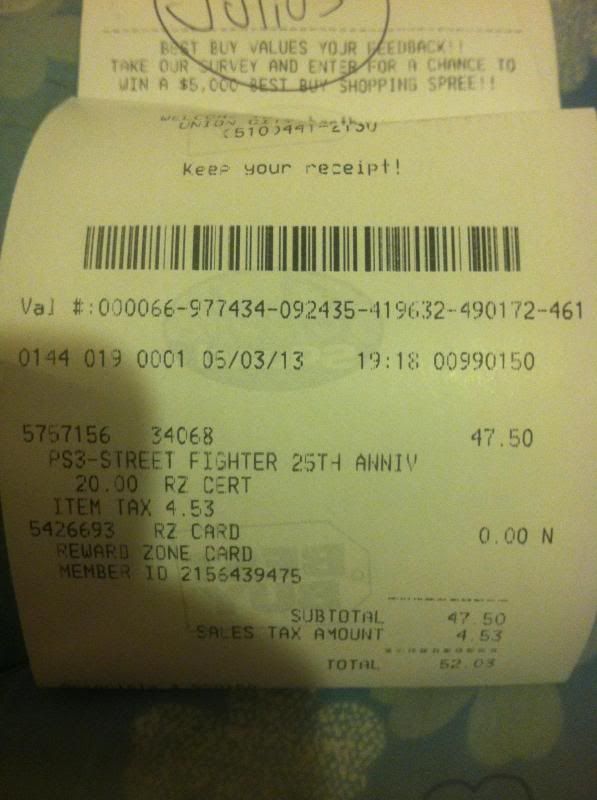 BEST BUY VALUES YOUR FEEDBACK!!
TAKE OUR SURVEY AND ENTER FOR A CHANCE TO
WIN A $5,000 BEST BUY SHOPPING SPREE!!
UNION
(510)441-2150
Keep your receipt!
Val #:000066-977434-092435-419632-490172-461
0144 019 0001 05/03/13 19:18 00990150
5757156 34068 47.50
PS3-STREET FIGHTER 25TH ANNIV
20.00 RZ CERT
ITEM TAX 4.53
5426693 RZ CARD 0.00 N
REWARD ZONE CARD
MEMBER ID 2156439475
SUBTOTAL 47.50
SALES TAX AMOUNT 4.53
TOTAL 52.03